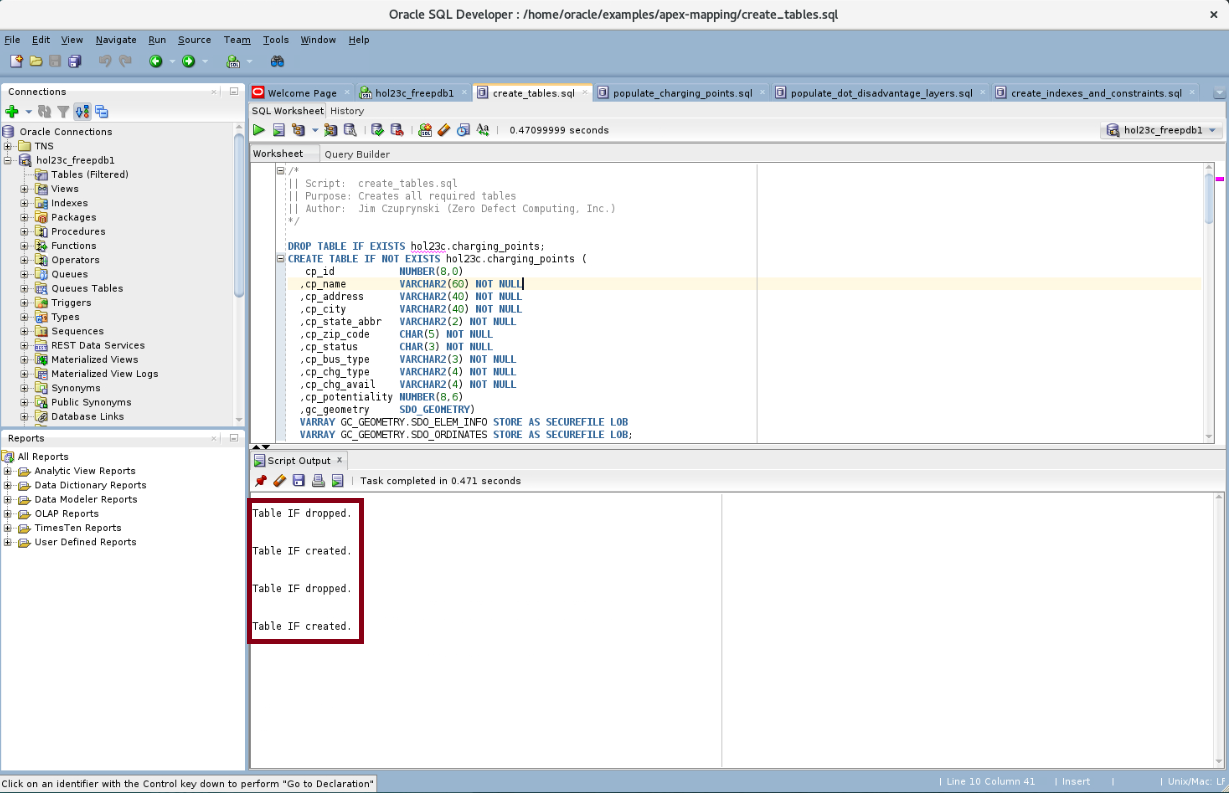 Oracle SQL Developer : /home/oracle/examples/apex-mapping/create_tables.sql
File Edit View Navigate Run Source Team Tools Window Help
Connections
Oracle Connections
TNS
hol23c_freepdb1
Tables (Filtered)
Views
Indexes
Packages
Procedures
Functions
Operators
Queues
Queues Tables
Triggers
Types
Sequences
REST Data Services
Materialized Views
Materialized View Logs
Synonyms
Public Synonyms
Database Links
Reports
All Reports
Analytic View Reports
Data Dictionary Reports
Data Modeler Reports
OLAP Reports
TimesTen Reports
User Defined Reports
Welcome Page hol23c_freepdb1 create_tables.sql populate_charging_points.sql populate_dot_disadvantage_layers.sql create_indexes_and_constraints.sql
SQL Worksheet History
0.47099999 seconds
hol23c_freepdb1
Worksheet Query Builder
/*
|| Script:  create_tables.sql
|| Purpose: Creates all required tables
|| Author:  Jim Czuprynski (Zero Defect Computing, Inc.)
*/
DROP TABLE IF EXISTS hol23c.charging_points;
CREATE TABLE IF NOT EXISTS hol23c.charging_points (
cp_id NUMBER(8,0)
,cp_name VARCHAR2(60) NOT NULL
,cp_address VARCHAR2(40) NOT NULL
,cp_city VARCHAR2(40) NOT NULL
,cp_state_abbr VARCHAR2(2) NOT NULL
,cp_zip_code CHAR(5) NOT NULL
,cp_status CHAR(3) NOT NULL
,cp_bus_type VARCHAR2(3) NOT NULL
,cp_chg_type VARCHAR2(4) NOT NULL
,cp_chg_avail VARCHAR2(4) NOT NULL
,cp_potentiality NUMBER(8,6)
,gc_geometry SDO_GEOMETRY)
VARRAY GC_GEOMETRY.SDO_ELEM_INFO STORE AS SECUREFILE LOB
VARRAY GC_GEOMETRY.SDO_ORDINATES STORE AS SECUREFILE LOB;
Script Output
Task completed in 0.471 seconds
Table IF dropped.
Table IF created.
Table IF dropped.
Table IF created.
Click on an identifier with the Control key down to perform "Go to Declaration"
| Line 10 Column 41 | Insert | | Unix/Mac: LF